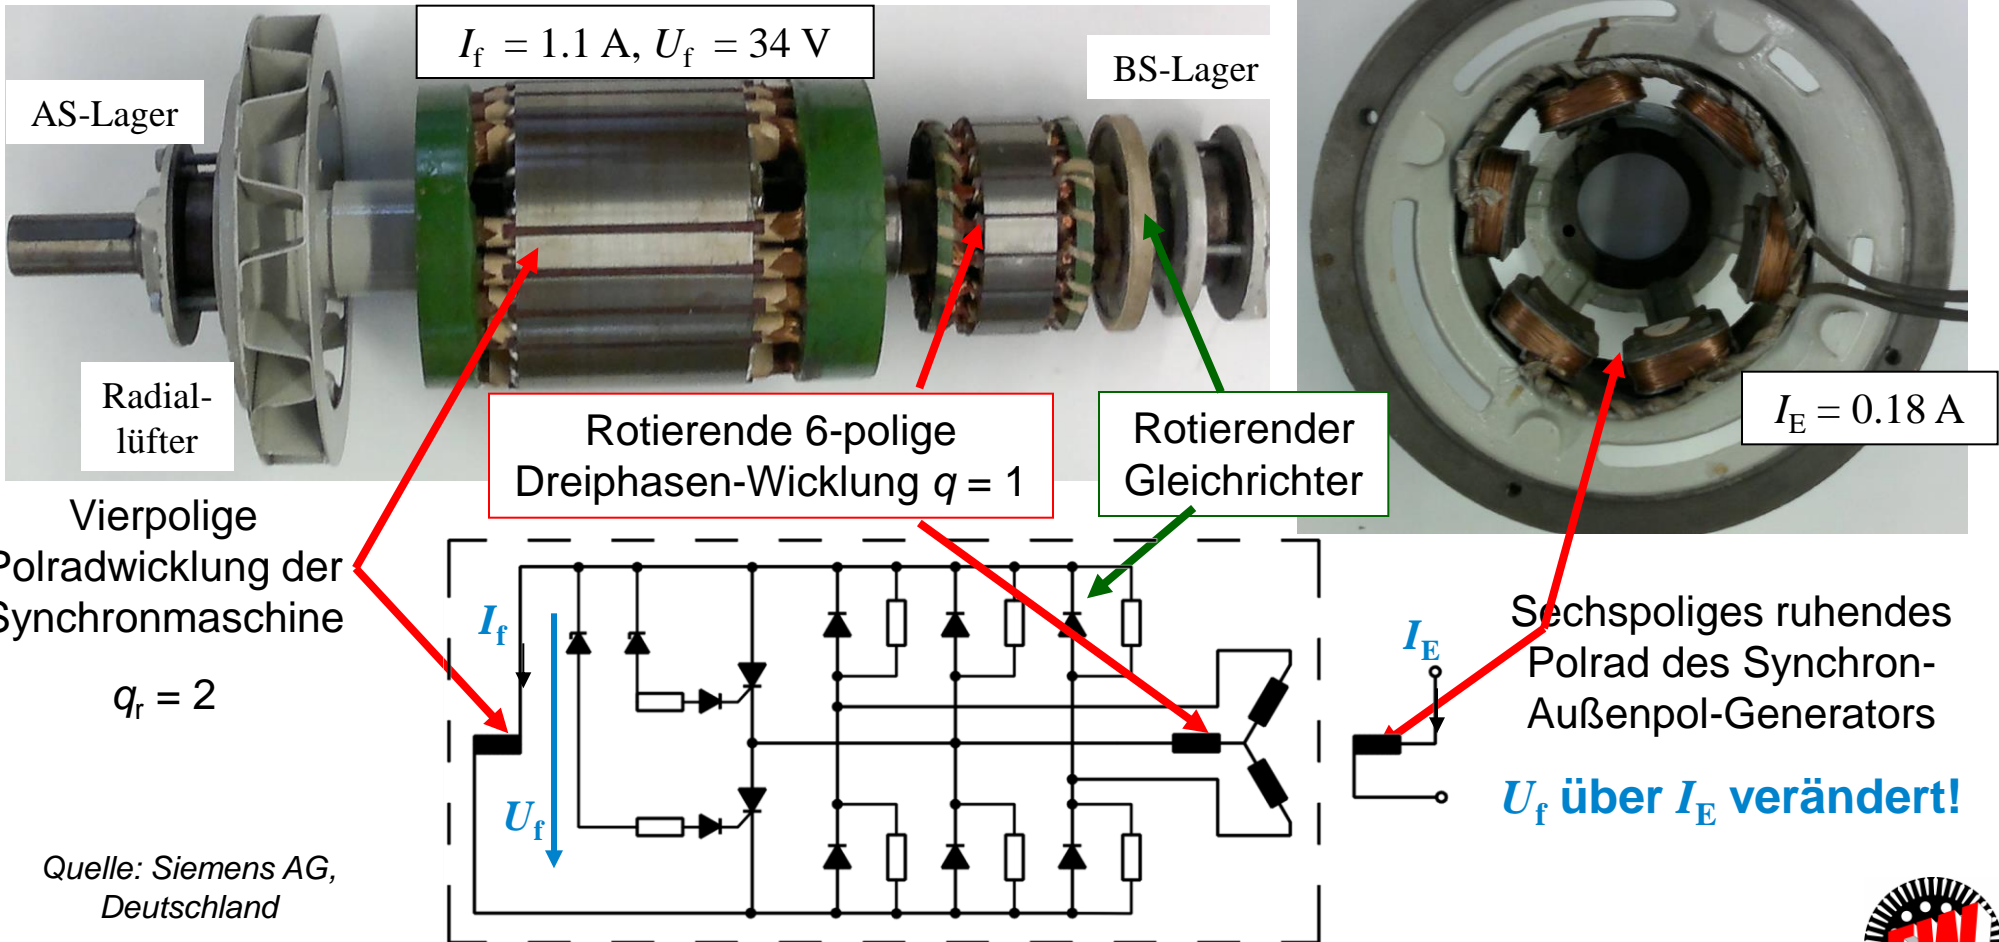 I_f = 1.1 A, U_f = 34 V
BS-Lager
AS-Lager
Radial-
lüfter
I_E = 0.18 A
Rotierende 6-polige
Dreiphasen-Wicklung q = 1
Rotierender
Gleichrichter
Vierpolige
Polradwicklung der
Synchronmaschine
q_r = 2
I_f
U_f
I_E
Sechspoliges ruhendes
Polrad des Synchron-
Außenpol-Generators
U_f über I_E verändert!
Quelle: Siemens AG,
Deutschland